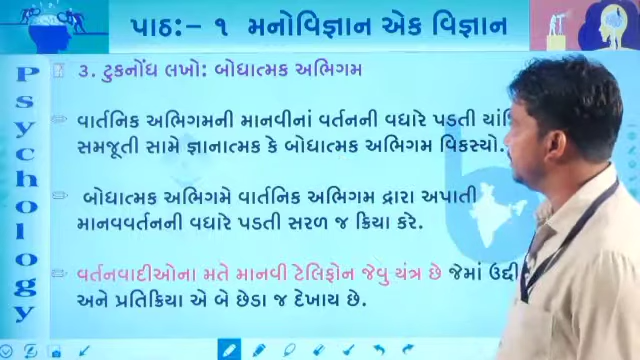 પાઠ:- ૧ મનોવિજ્ઞાન એક વિજ્ઞાન
Psychology
3. ટુકનોંધ લખો: બોધાત્મક અભિગમ
વાર્તનિક અભિગમની માનવીનાં વર્તનની વધારે પડતી
સમજૂતી સામે જ્ઞાનાત્મક કે બોધાત્મક અભિગમ વિકસ્યો.
બોધાત્મક અભિગમે વાર્તનિક અભિગમ દ્રારા અપાતી
માનવવર્તનની વધારે પડતી સરળ જ ક્રિયા કરે.
વર્તનવાદીઓના મતે માનવી ટેલિફોન જેવુ યંત્ર છે જેમાં
અને પ્રતિક્રિયા એ બે છેડા જ દેખાય છે.